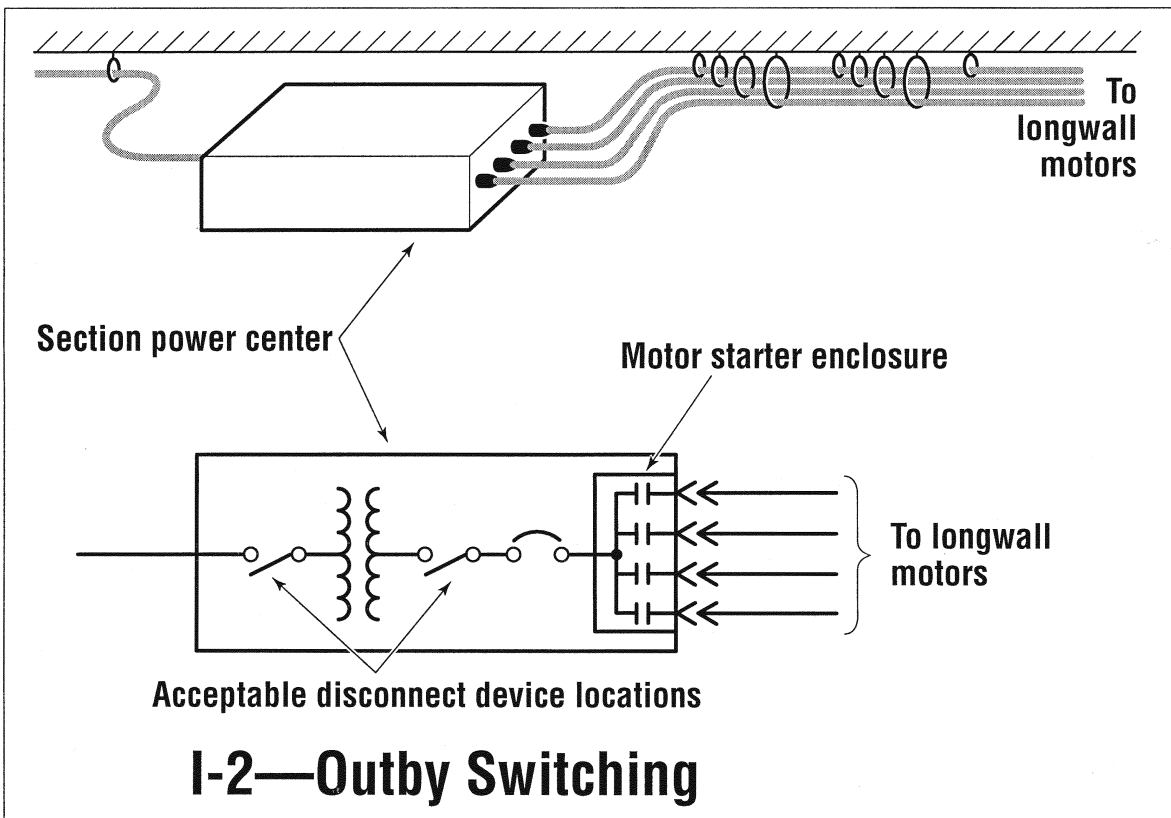 To
longwall
motors
Section power center
Motor starter enclosure
To longwall
motors
Acceptable disconnect device locations
I-2—Outby Switching